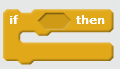 if then